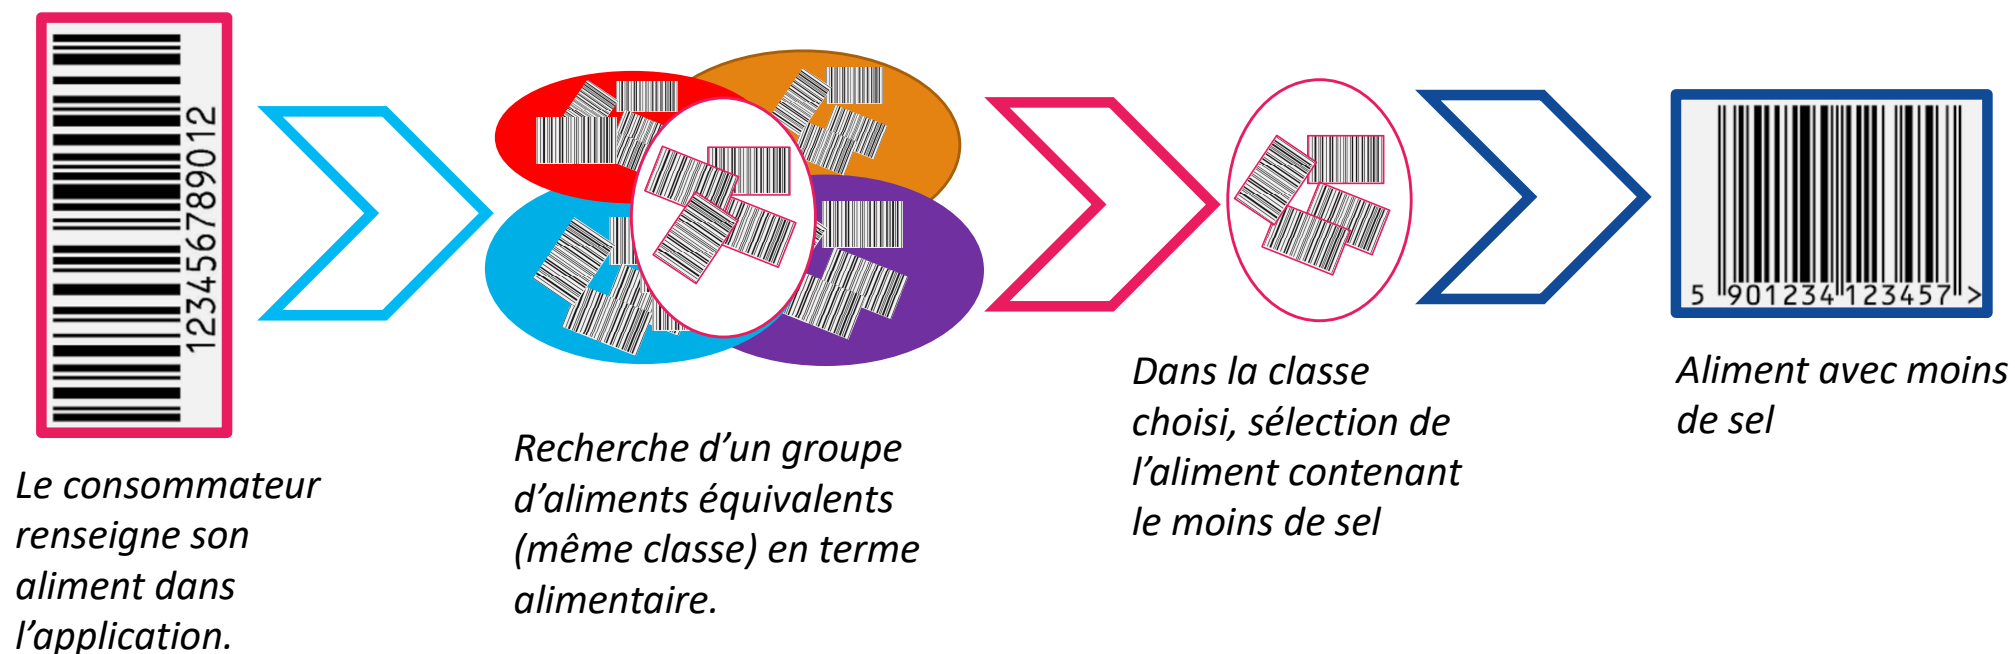 123456789012
Le consommateur
renseigne son
aliment dans
l'application.
Recherche d'un groupe
d'aliments équivalents
(même classe) en terme
alimentaire.
Dans la classe
choisi, sélection de
l'aliment contenant
le moins de sel
5 901234 123457 >
Aliment avec moins
de sel